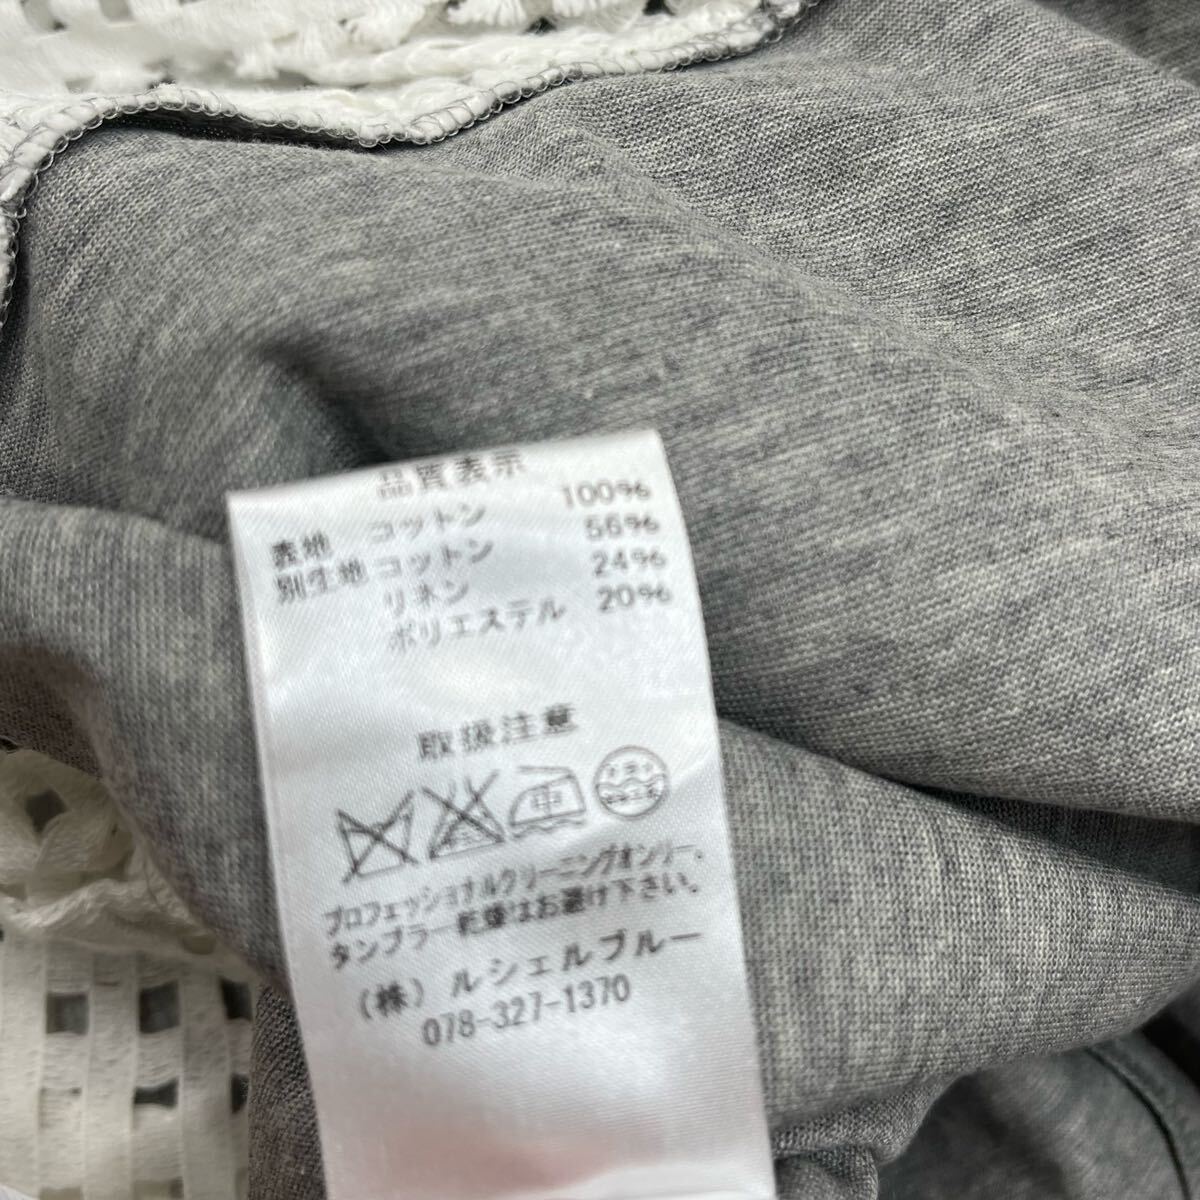 品質表示
表地 コットン 100%
別生地 コットン 56%
リネン 24%
ポリエステル 20%
取扱注意
中 ドライ
プロフェッショナルクリーニングオンリー、
タンブラー乾燥はお避け下さい。
(株) ルシェルブルー
078-327-1370